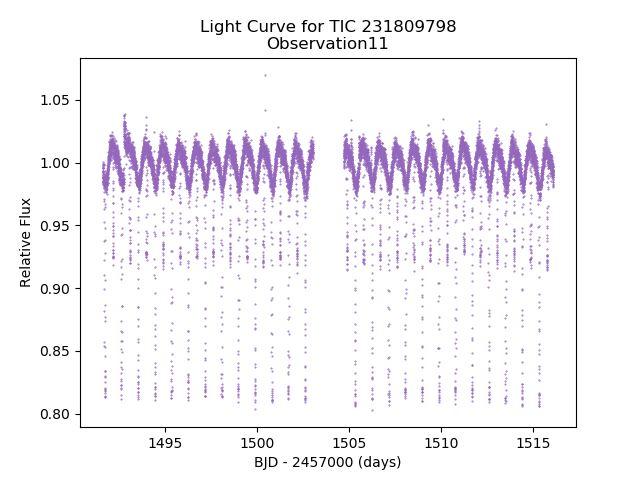 Light Curve for TIC 231809798
Observation11
1.05
1.00
0.95
0.90
0.85
0.80
Relative Flux
1495
1500
1505
1510
1515
BJD - 2457000 (days)